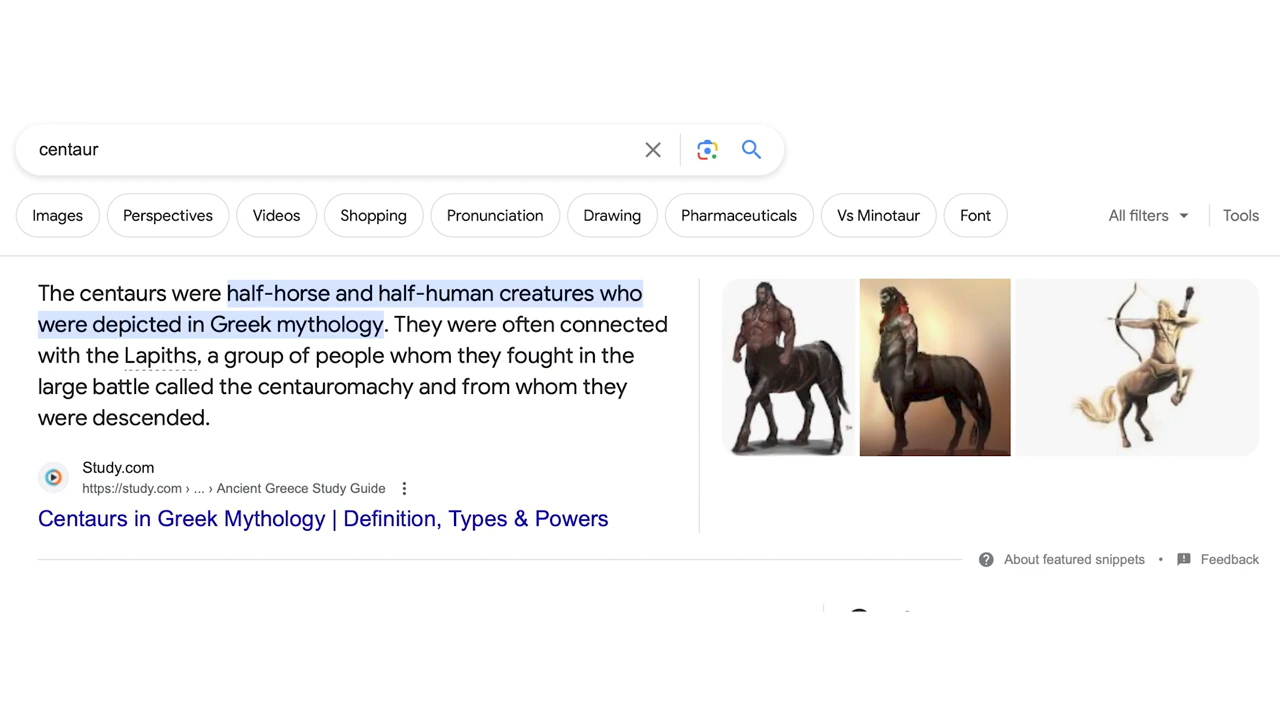 centaur
Images Perspectives Videos Shopping Pronunciation Drawing Pharmaceuticals Vs Minotaur Font All filters Tools
The centaurs were half-horse and half-human creatures who
were depicted in Greek mythology. They were often connected
with the Lapiths, a group of people whom they fought in the
large battle called the centauromachy and from whom they
were descended.
Study.com
https://study.com › ... › Ancient Greece Study Guide
Centaurs in Greek Mythology | Definition, Types & Powers
About featured snippets • Feedback